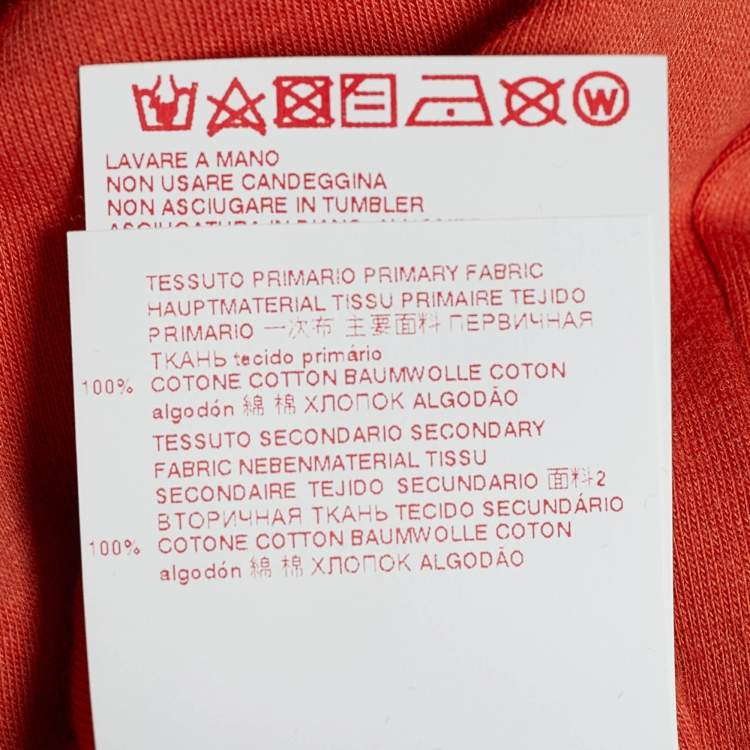 W
LAVARE A MANO
NON USARE CANDEGGINA
NON ASCIUGARE IN TUMBLER
ASCIUGATURA IN PIANO
TESSUTO PRIMARIO PRIMARY FABRIC
HAUPTMATERIAL TISSU PRIMAIRE TEJIDO
PRIMARIO 一次布 主要面料 ПЕРВИЧНАЯ
ТКАНЬ tecido primário
100% COTONE COTTON BAUMWOLLE COTON
algodón 綿 棉 ХЛОПОК ALGODÃO
TESSUTO SECONDARIO SECONDARY
FABRIC NEBENMATERIAL TISSU
SECONDAIRE TEJIDO SECUNDARIO 面料2
ВТОРИЧНАЯ ТКАНЬ TECIDO SECUNDÁRIO
100% COTONE COTTON BAUMWOLLE COTON
algodón 綿 棉 ХЛОПОК ALGODÃO